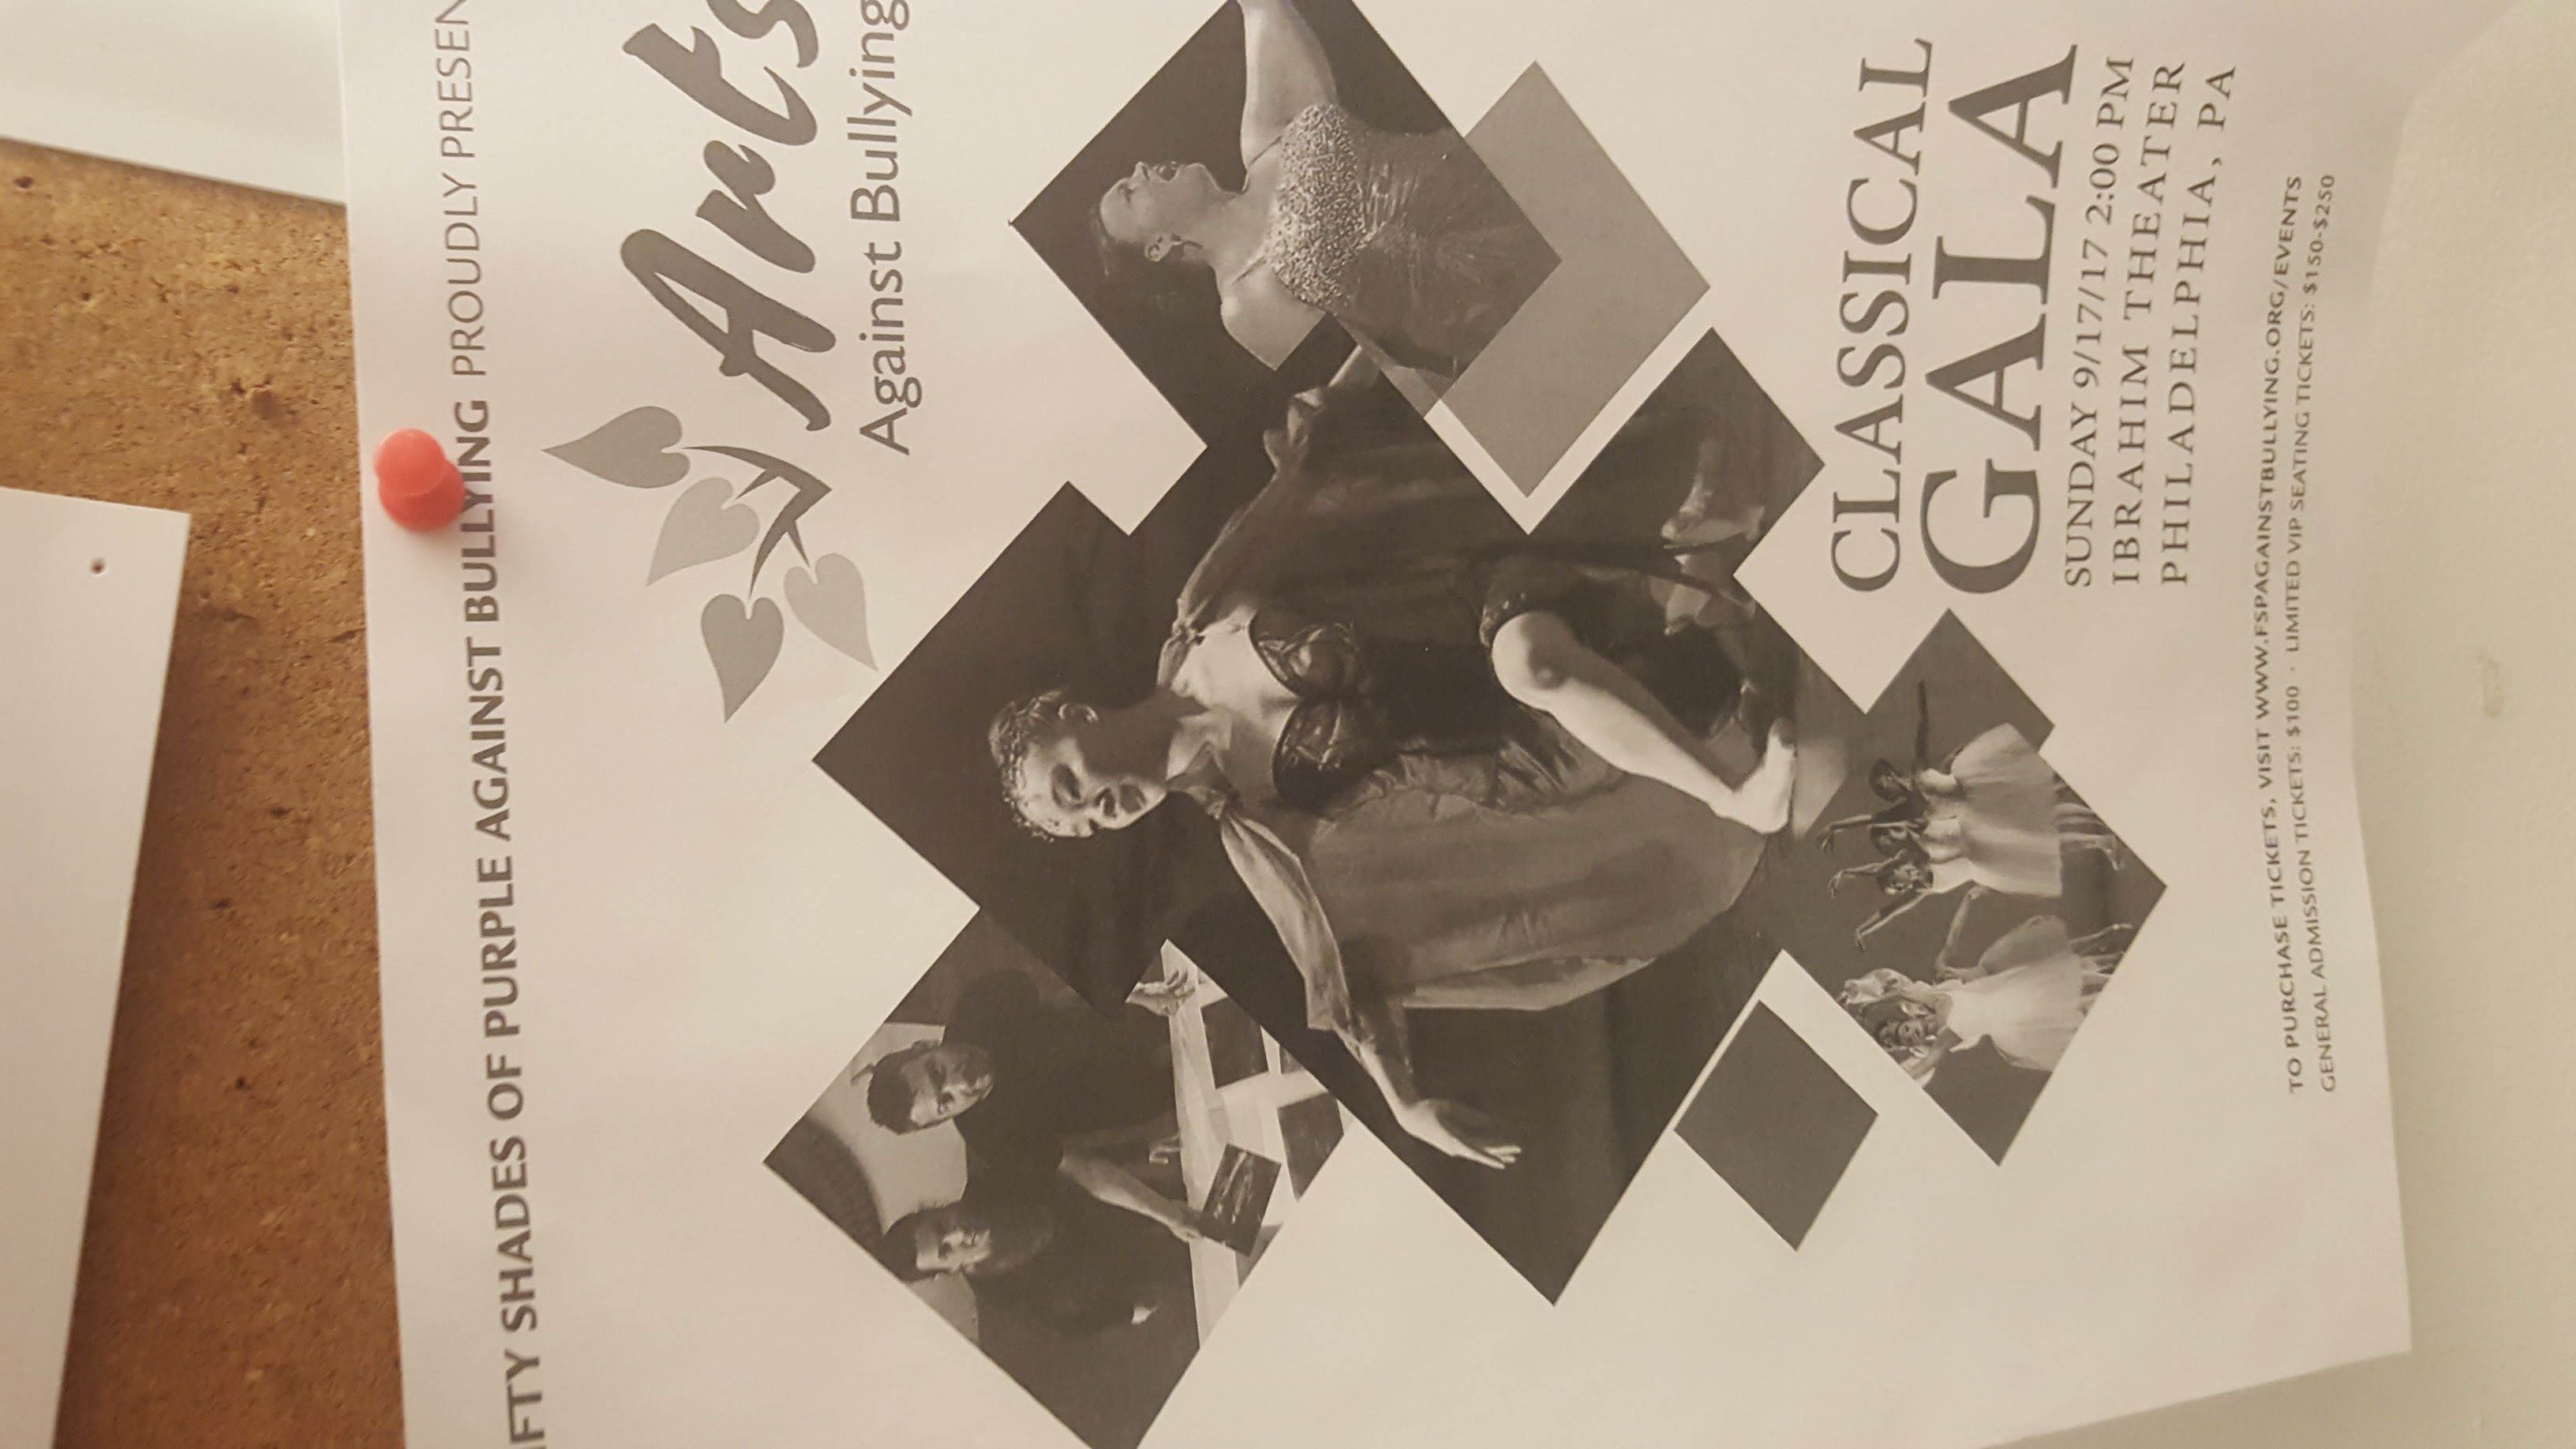 IFTY SHADES OF PURPLE AGAINST BULLYING PROUDLY PRESEN
Arts
Against Bullying
CLASSICAL
GALA
SUNDAY 9/17/17 2:00 PM
IBRAHIM THEATER
PHILADELPHIA, PA
TO PURCHASE TICKETS, VISIT WWW.FSPAGAINSTBULLYING.ORG/EVENTS
GENERAL ADMISSION TICKETS: $100 · LIMITED VIP SEATING TICKETS: $150-$250